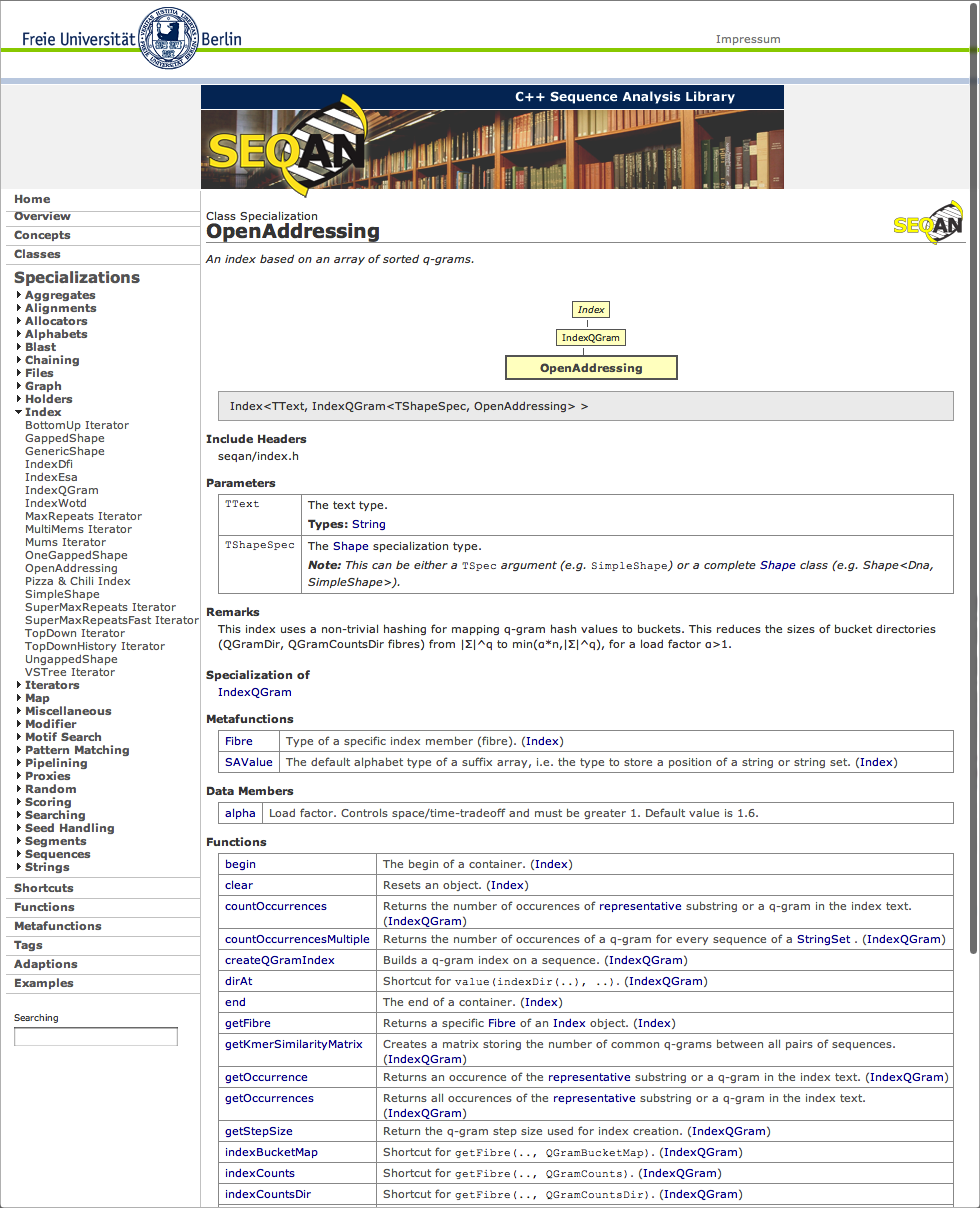 Freie Universität Berlin
Impressum
C++ Sequence Analysis Library
SEQAN
Home
Overview
Concepts
Classes
Specializations
Aggregates
Alignments
Allocators
Alphabets
Blast
Chaining
Files
Graph
Holders
Index
BottomUp Iterator
GappedShape
GenericShape
IndexDfi
IndexEsa
IndexQGram
IndexWotd
MaxRepeats Iterator
MultiMems Iterator
Mums Iterator
OneGappedShape
OpenAddressing
Pizza & Chili Index
SimpleShape
SuperMaxRepeats Iterator
SuperMaxRepeatsFast Iterator
TopDown Iterator
TopDownHistory Iterator
UngappedShape
VSTree Iterator
Iterators
Map
Miscellaneous
Modifier
Motif Search
Pattern Matching
Pipelining
Proxies
Random
Scoring
Searching
Seed Handling
Segments
Sequences
Strings
Shortcuts
Functions
Metafunctions
Tags
Adaptions
Examples
Searching
Class Specialization
OpenAddressing
SEQAN
An index based on an array of sorted q-grams.
Index
IndexQGram
OpenAddressing
Index<TText, IndexQGram<TShapeSpec, OpenAddressing> >
Include Headers
seqan/index.h
Parameters
TText The text type.
Types: String
TShapeSpec The Shape specialization type.
Note: This can be either a TSpec argument (e.g. SimpleShape) or a complete Shape class (e.g. Shape<Dna,
SimpleShape>).
Remarks
This index uses a non-trivial hashing for mapping q-gram hash values to buckets. This reduces the sizes of bucket directories
(QGramDir, QGramCountsDir fibres) from |Σ|^q to min(α*n,|Σ|^q), for a load factor α>1.
Specialization of
IndexQGram
Metafunctions
Fibre Type of a specific index member (fibre). (Index)
SAValue The default alphabet type of a suffix array, i.e. the type to store a position of a string or string set. (Index)
Data Members
alpha Load factor. Controls space/time-tradeoff and must be greater 1. Default value is 1.6.
Functions
begin The begin of a container. (Index)
clear Resets an object. (Index)
countOccurrences Returns the number of occurences of representative substring or a q-gram in the index text.
(IndexQGram)
countOccurrencesMultiple Returns the number of occurences of a q-gram for every sequence of a StringSet . (IndexQGram)
createQGramIndex Builds a q-gram index on a sequence. (IndexQGram)
dirAt Shortcut for value(indexDir(..), ..). (IndexQGram)
end The end of a container. (Index)
getFibre Returns a specific Fibre of an Index object. (Index)
getKmerSimilarityMatrix Creates a matrix storing the number of common q-grams between all pairs of sequences.
(IndexQGram)
getOccurrence Returns an occurence of the representative substring or a q-gram in the index text. (IndexQGram)
getOccurrences Returns all occurences of the representative substring or a q-gram in the index text.
(IndexQGram)
getStepSize Return the q-gram step size used for index creation. (IndexQGram)
indexBucketMap Shortcut for getFibre(.., QGramBucketMap). (IndexQGram)
indexCounts Shortcut for getFibre(.., QGramCounts). (IndexQGram)
indexCountsDir Shortcut for getFibre(.., QGramCountsDir). (IndexQGram)